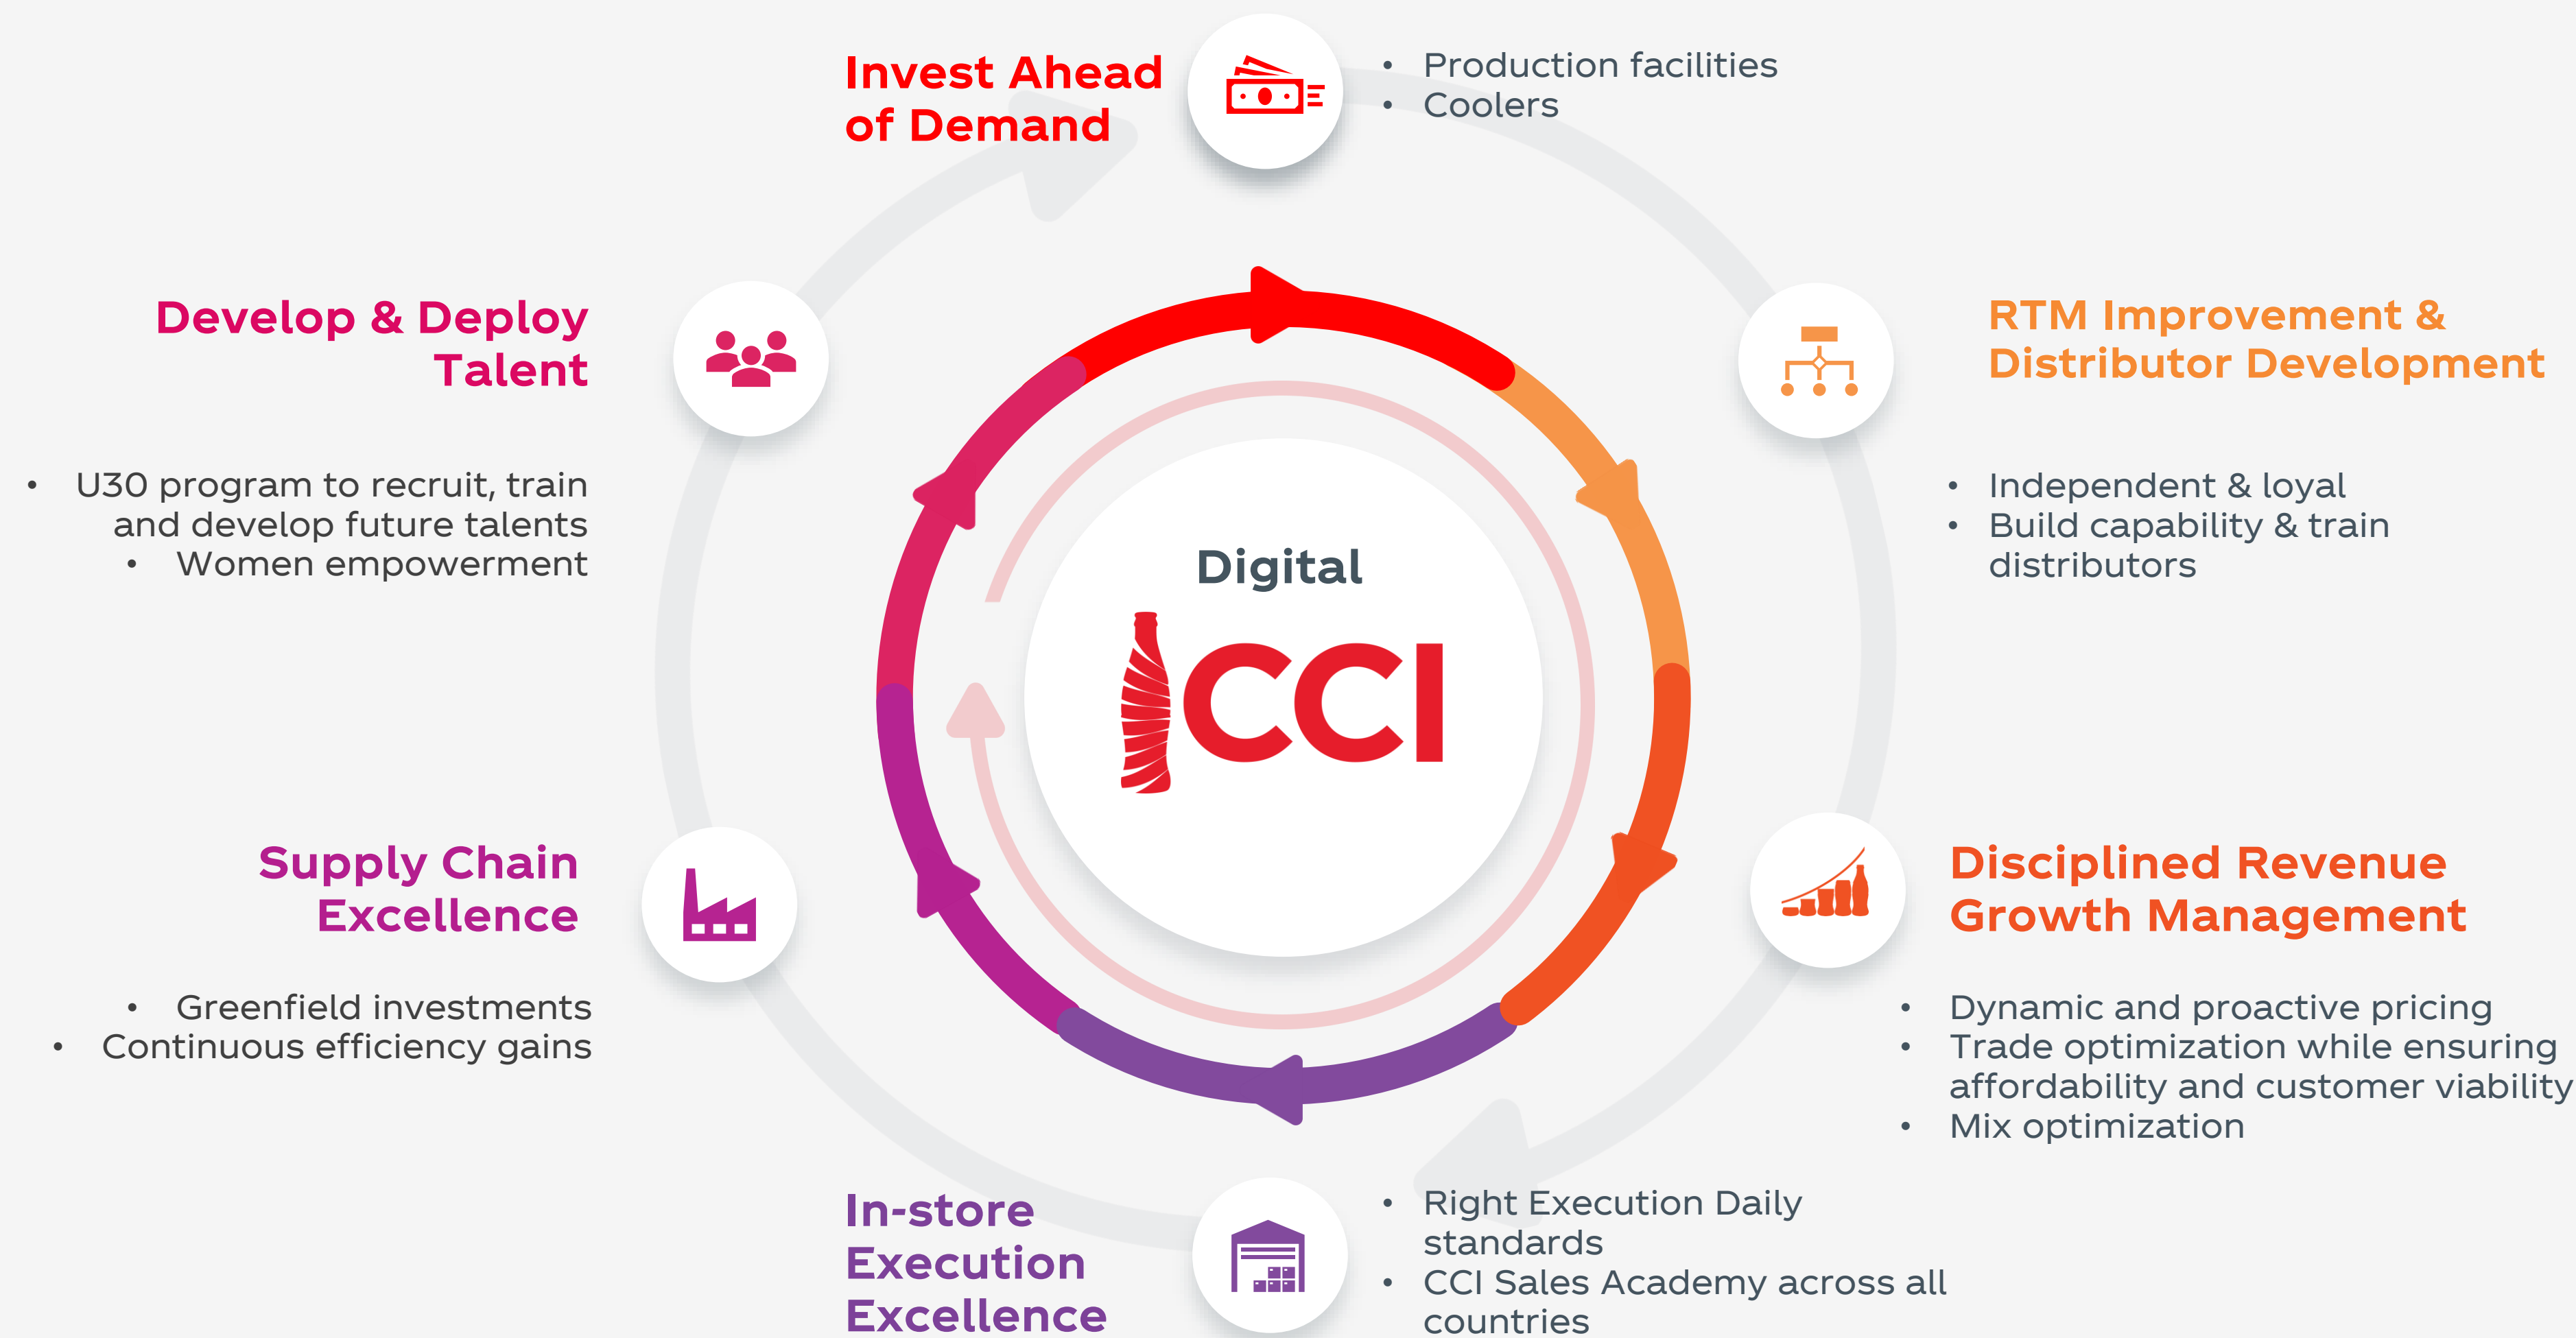 Invest Ahead
of Demand
• Production facilities
• Coolers
RTM Improvement &
Distributor Development
• Independent & loyal
• Build capability & train
distributors
Disciplined Revenue
Growth Management
• Dynamic and proactive pricing
• Trade optimization while ensuring
affordability and customer viability
• Mix optimization
In-store
Execution
Excellence
• Right Execution Daily
standards
• CCI Sales Academy across all
countries
Supply Chain
Excellence
• Greenfield investments
• Continuous efficiency gains
Develop & Deploy
Talent
• U30 program to recruit, train
and develop future talents
• Women empowerment
Digital
CCI